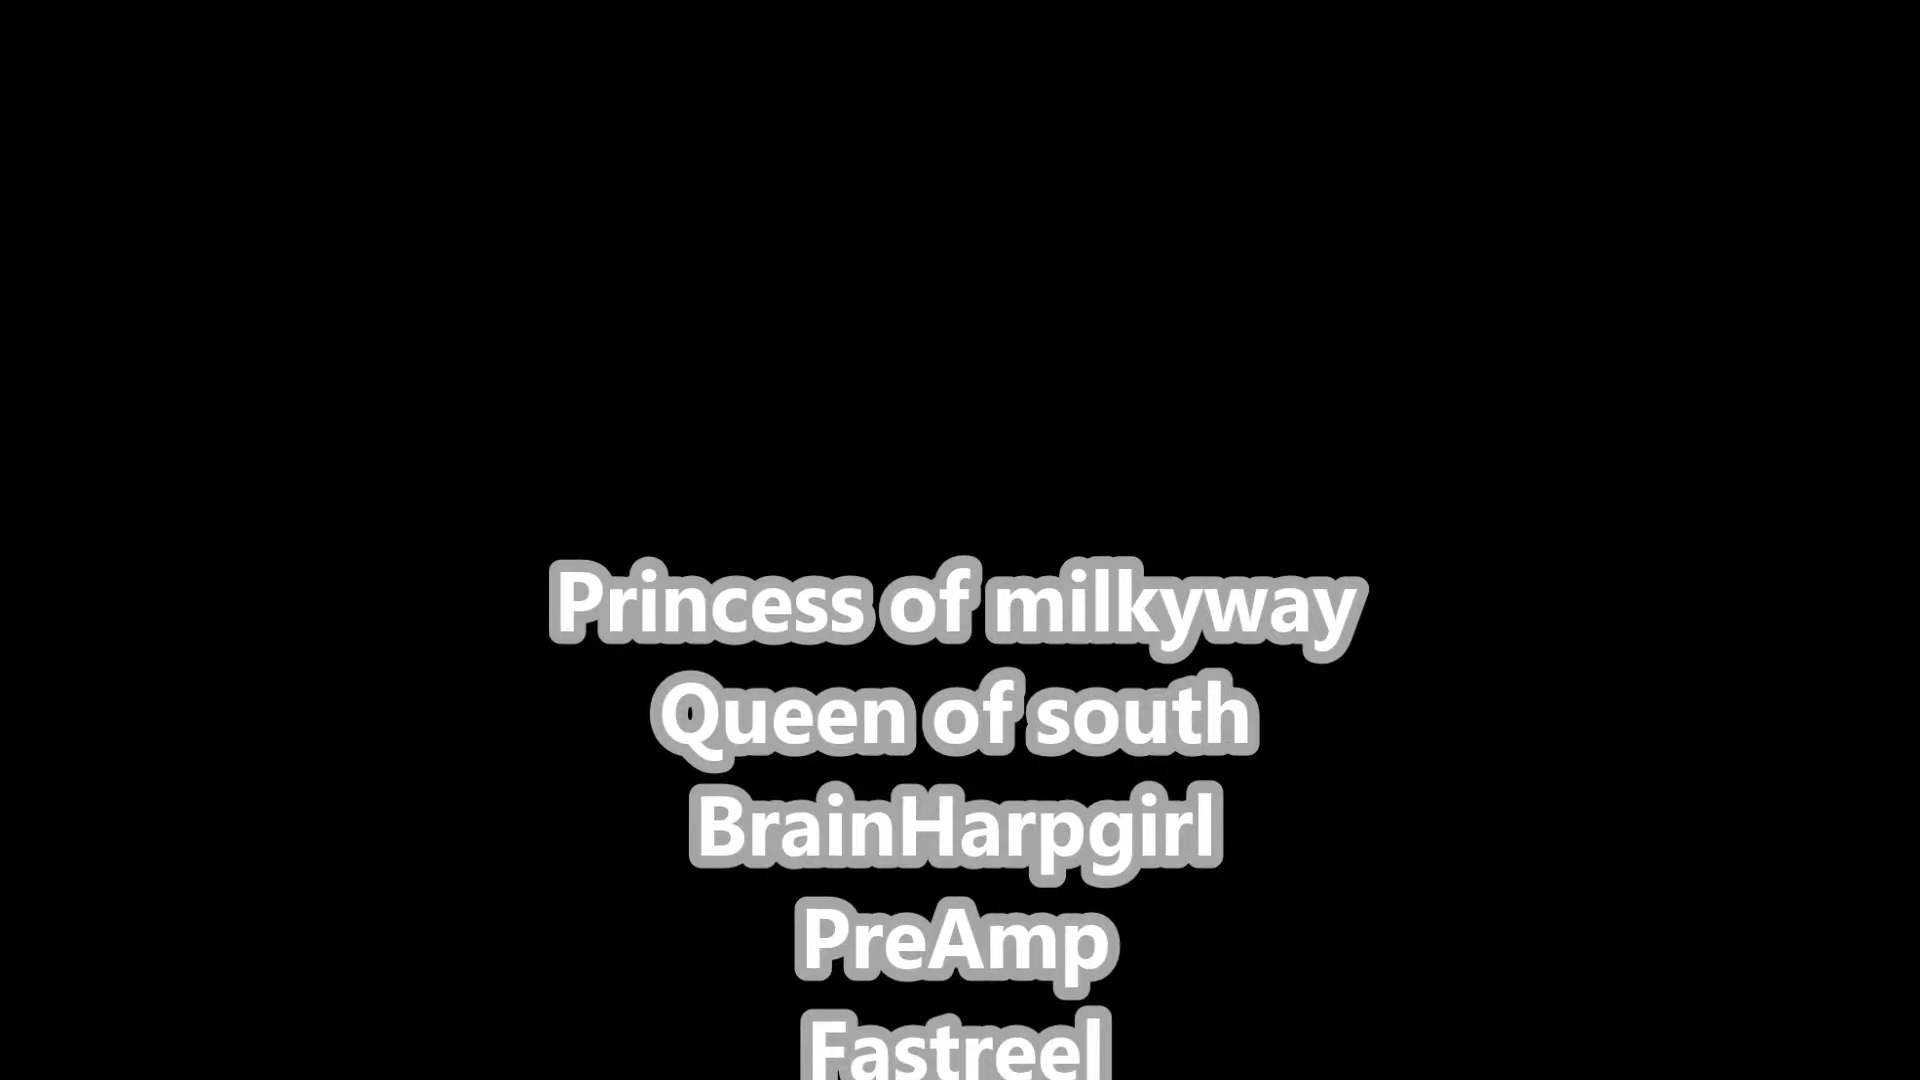 Princess of milkyway
Queen of south
BrainHarpgirl
PreAmp
Fastreel